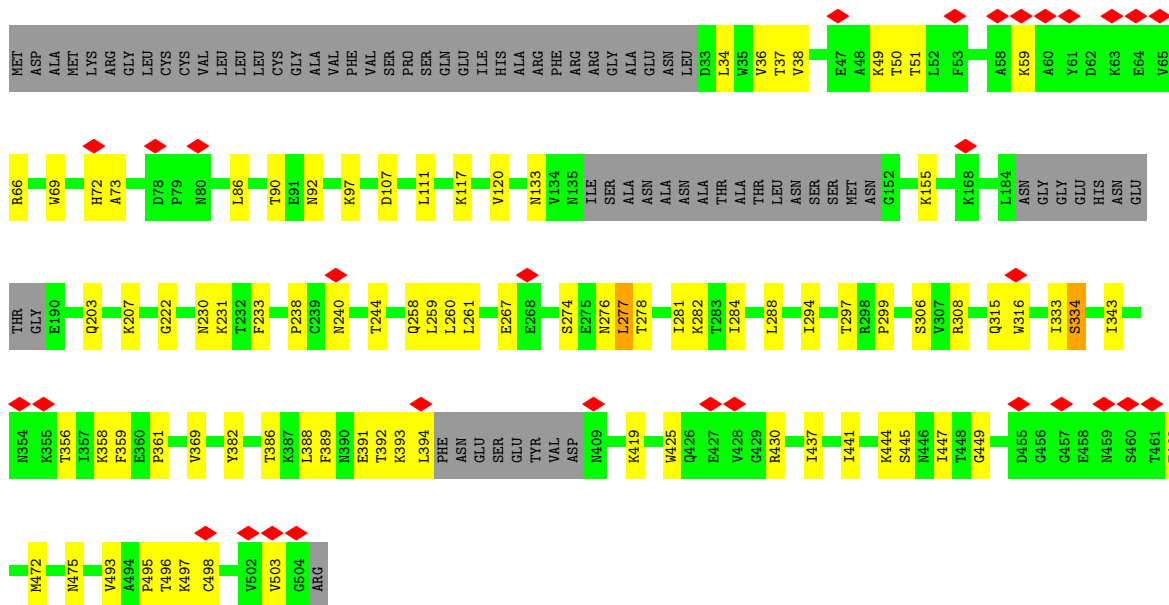 MET ASP ALA MET LYS ARG GLY LEU CYS CYS VAL LEU LEU LEU CYS GLY ALA VAL PHE VAL SER PRO SER GLN GLU ILE HIS ALA ARG PHE ARG ARG GLY ALA GLU ASN LEU D33 L34 W35 V36 T37 V38 E47 A48 K49 T50 T51 L52 F53 A58 K59 A60 Y61 D62 K63 E64 V65
R66 W69 H72 A73 D78 P79 N80 L86 T90 E91 N92 K97 D107 L111 K117 V120 N133 V134 N135 ILE SER ALA ASN ALA ASN ALA THR ALA THR LEU ASN SER SER MET ASN G152 K155 K168 L184 ASN GLY GLY GLU HIS ASN GLU
THR GLY E190 Q203 K207 G222 N230 K231 T232 F233 P238 C239 N240 T244 Q258 L259 L260 L261 E267 E268 S274 E275 N276 L277 T278 I281 K282 T283 I284 L288 I294 T297 R298 P299 S306 V307 R308 Q315 W316 I333 S334 I343
N354 K355 T356 I357 K358 F359 E360 P361 V369 Y382 T386 K387 L388 F389 N390 E391 T392 K393 L394 PHE ASN GLU SER GLU TYR VAL ASP N409 K419 W425 Q426 E427 V428 G429 R430 I437 I441 K444 S445 N446 I447 T448 G449 D455 G456 G457 E458 N459 S460 T461
M472 N475 V493 A494 P495 T496 K497 C498 V502 V503 G504 ARG